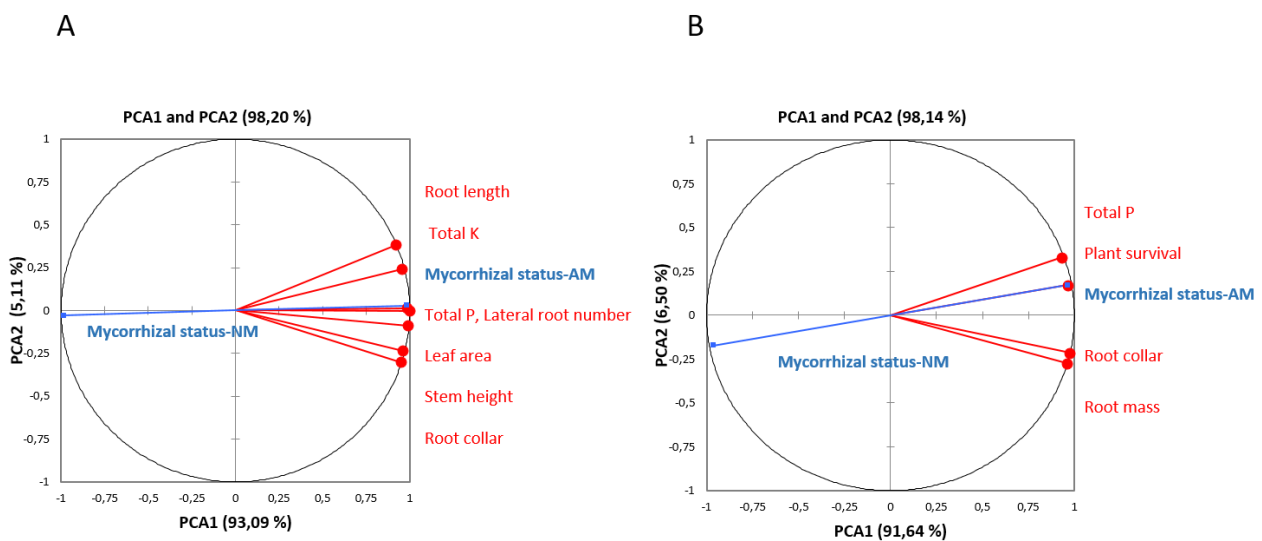 A
PCA1 and PCA2 (98,20 %)
1
0,75
0,5
0,25
0
-0,25
-0,5
-0,75
-1
PCA2 (5,11 %)
-1
-0,75
-0,5
-0,25
0
0,25
0,5
0,75
1
PCA1 (93,09 %)
Root length
Total K
Mycorrhizal status-AM
Total P, Lateral root number
Mycorrhizal status-NM
Leaf area
Stem height
Root collar
B
PCA1 and PCA2 (98,14 %)
1
0,75
0,5
0,25
0
-0,25
-0,5
-0,75
-1
PCA2 (6,50 %)
-1
-0,75
-0,5
-0,25
0
0,25
0,5
0,75
1
PCA1 (91,64 %)
Total P
Plant survival
Mycorrhizal status-AM
Root collar
Mycorrhizal status-NM
Root mass